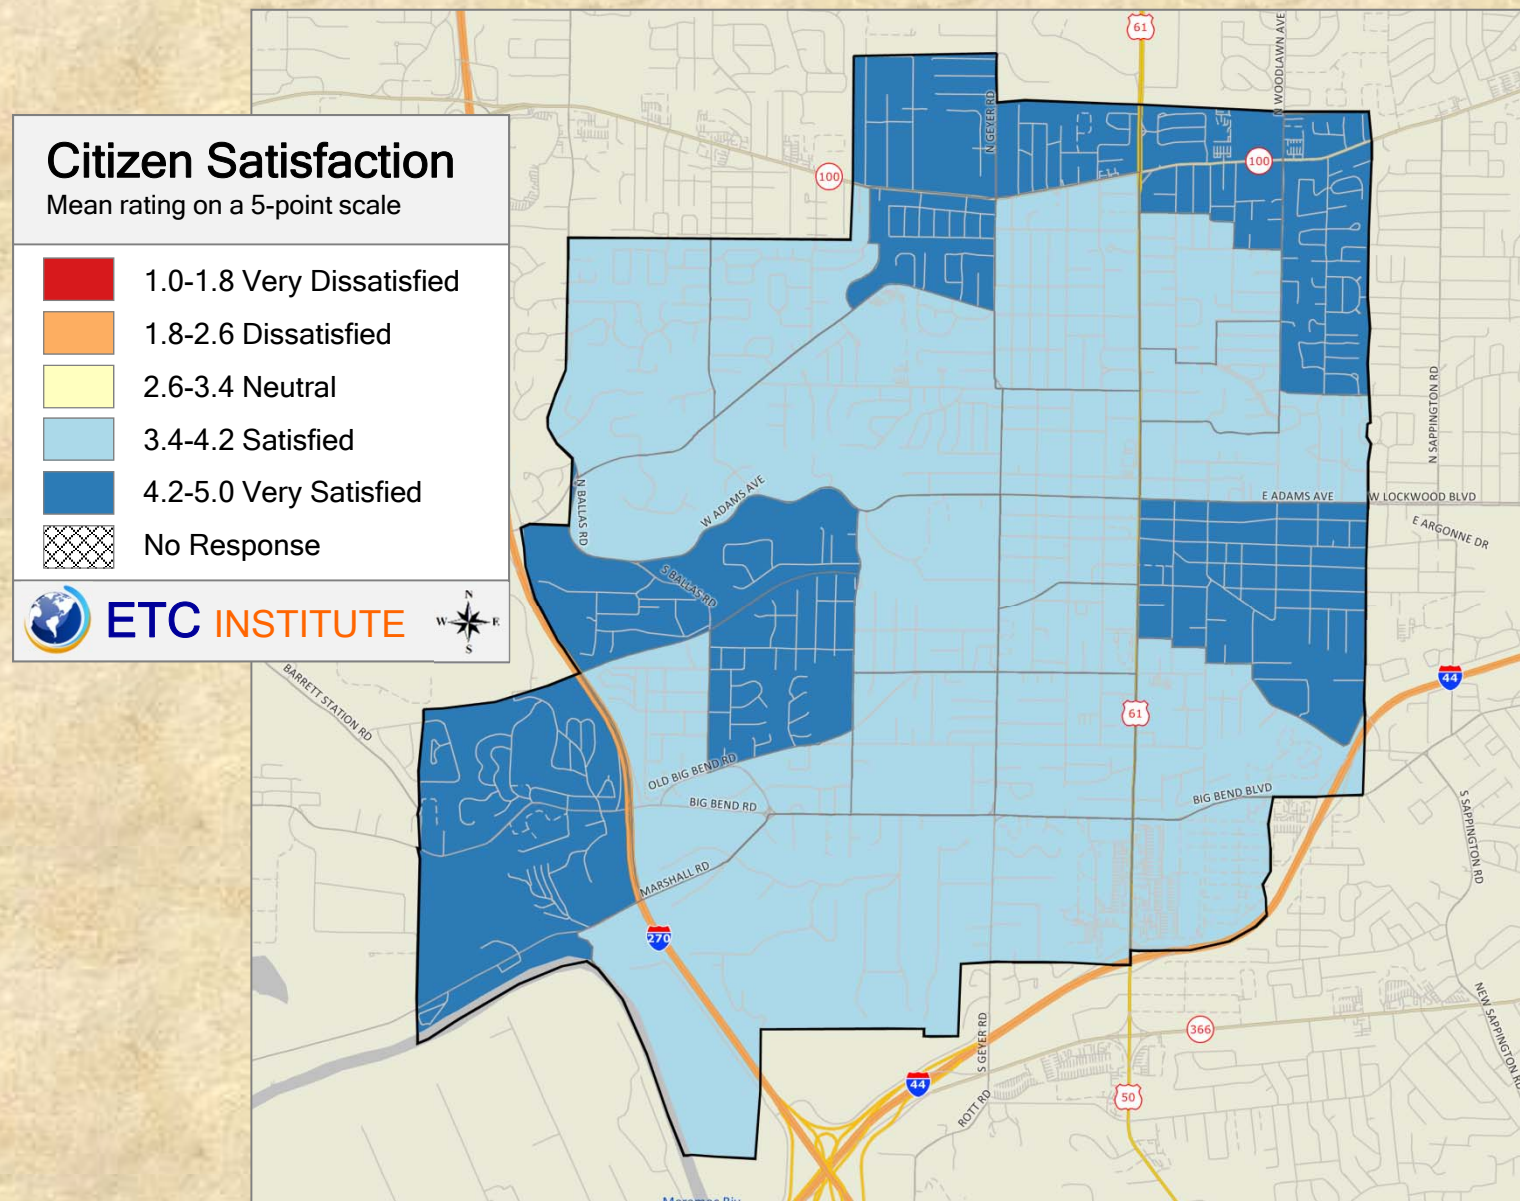 Citizen Satisfaction
Mean rating on a 5-point scale
1.0-1.8 Very Dissatisfied
1.8-2.6 Dissatisfied
2.6-3.4 Neutral
3.4-4.2 Satisfied
4.2-5.0 Very Satisfied
No Response
ETC INSTITUTE
N
W
E
S
61
N WOODLAWN AVE
N GEYER RD
100
100
N SAPPINGTON RD
N BALLAS RD
W ADAMS AVE
E ADAMS AVE
W LOCKWOOD BLVD
E ARGONNE DR
S BALLAS RD
BARRETT STATION RD
44
61
OLD BIG BEND RD
BIG BEND RD
BIG BEND BLVD
S SAPPINGTON RD
MARSHALL RD
270
NEW SAPPINGTON RD
S GEYER RD
366
44
ROTT RD
50